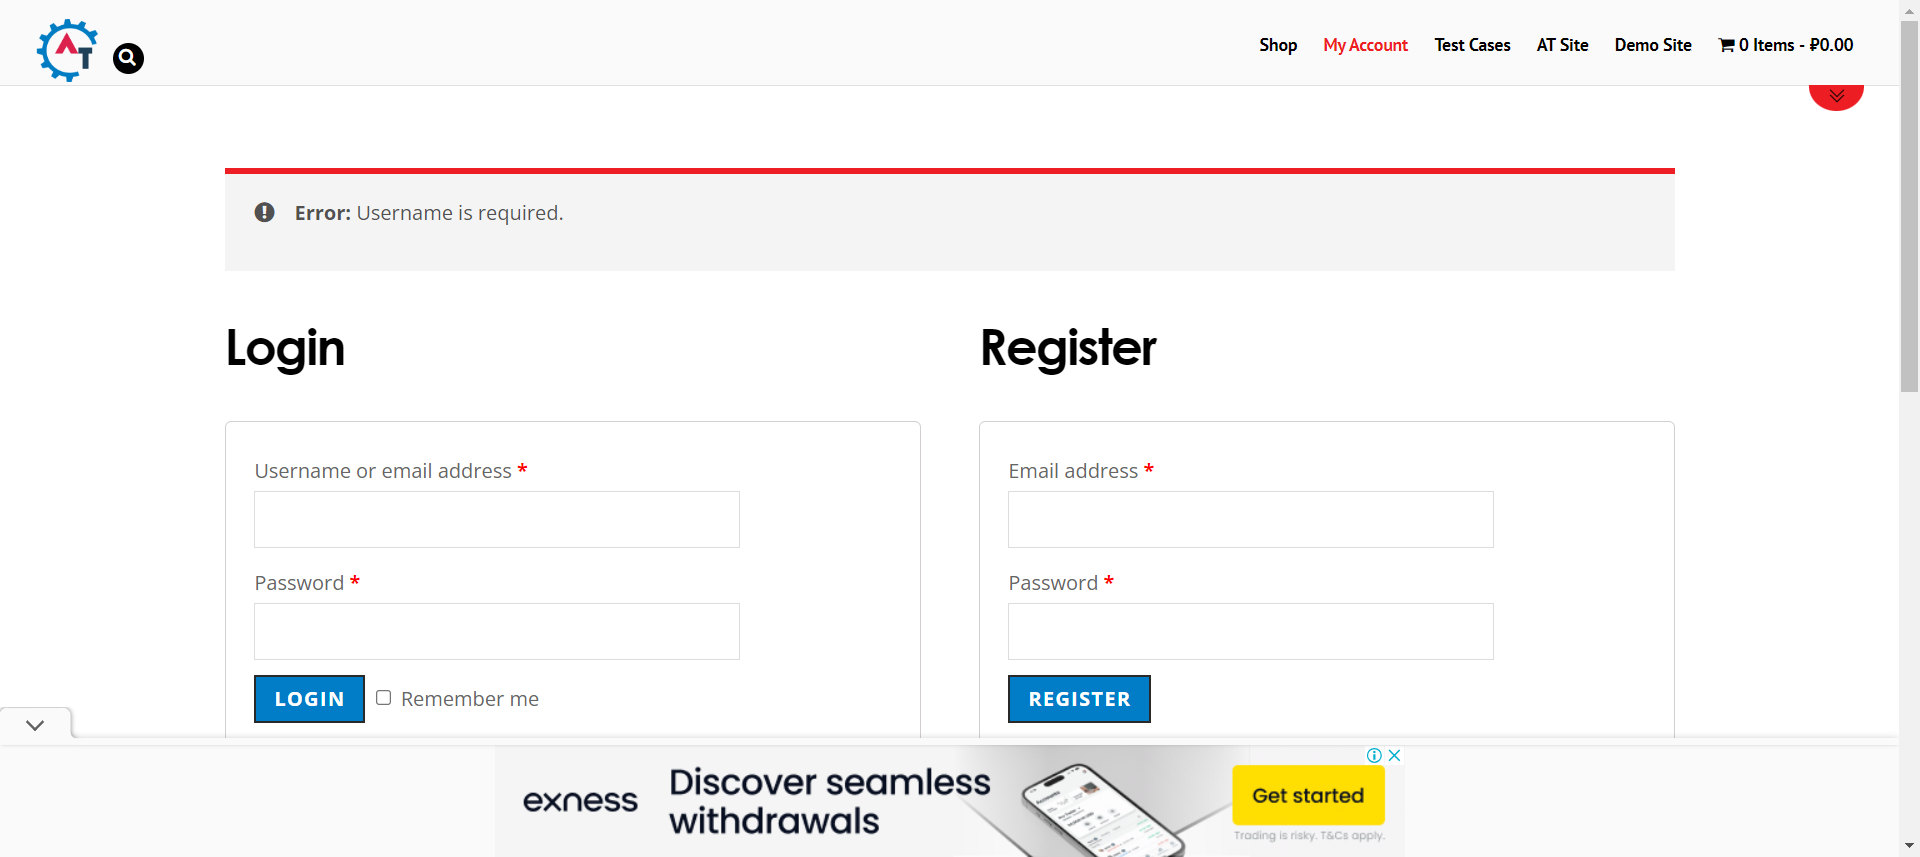 AT
Shop My Account Test Cases AT Site Demo Site 0 Items - ₽0.00
Error: Username is required.
Login
Register
Username or email address *
Password *
LOGIN Remember me
Email address *
Password *
REGISTER
exness
Discover seamless
withdrawals
Get started
Trading is risky. T&Cs apply.